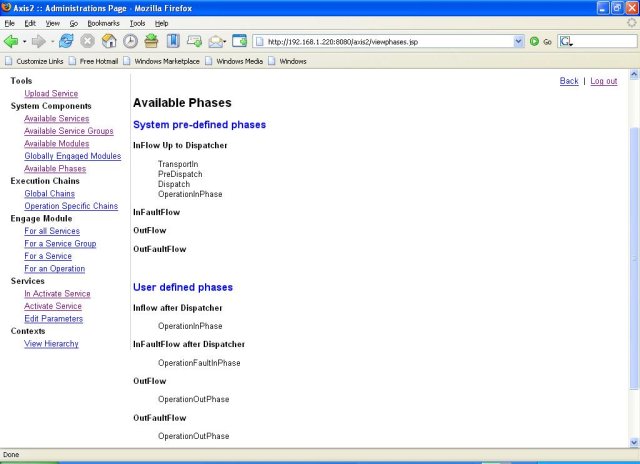 Axis2 :: Administrations Page - Mozilla Firefox
File Edit View Go Bookmarks Tools Help
http://192.168.1.220:8080/axis2/viewphases.jsp
Go
Customize Links Free Hotmail Windows Marketplace Windows Media Windows
Back | Log out
Tools
Upload Service
System Components
Available Services
Available Service Groups
Available Modules
Globally Engaged Modules
Available Phases
Execution Chains
Global Chains
Operation Specific Chains
Engage Module
For all Services
For a Service Group
For a Service
For an Operation
Services
In Activate Service
Activate Service
Edit Parameters
Contexts
View Hierarchy
Available Phases
System pre-defined phases
InFlow Up to Dispatcher
TransportIn
PreDispatch
Dispatch
OperationInPhase
InFaultFlow
OutFlow
OutFaultFlow
User defined phases
Inflow after Dispatcher
OperationInPhase
InFaultFlow after Dispatcher
OperationFaultInPhase
OutFlow
OperationOutPhase
OutFaultFlow
OperationOutPhase
Done